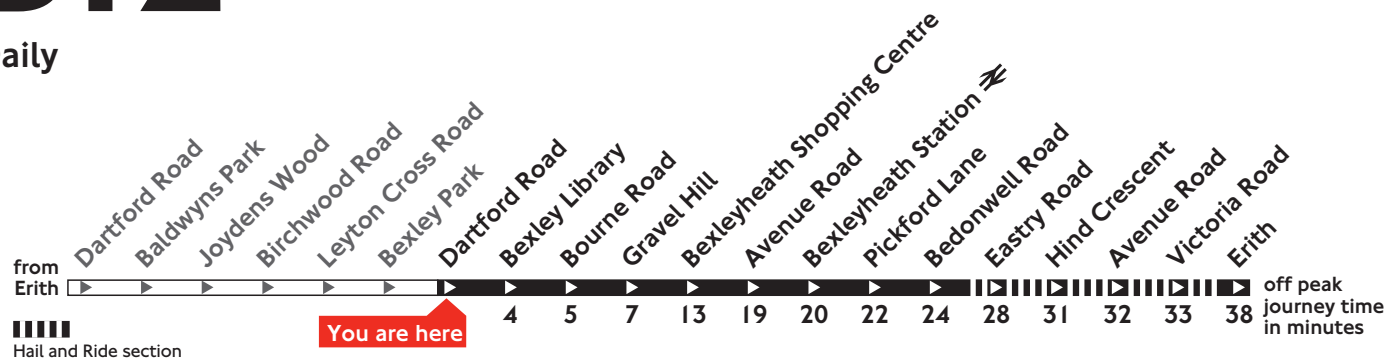 Dartford Road
Baldwyns Park
Joydens Wood
Birchwood Road
Leyton Cross Road
Bexley Park
Dartford Road
Bexley Library
Bourne Road
Gravel Hill
Bexleyheath Shopping Centre
Avenue Road
Bexleyheath Station
Pickford Lane
Bedonwell Road
Eastry Road
Hind Crescent
Avenue Road
Victoria Road
Erith
from
Erith
You are here
4 5 7 13 19 20 22 24 28 31 32 33 38
off peak
journey time
in minutes
Hail and Ride section